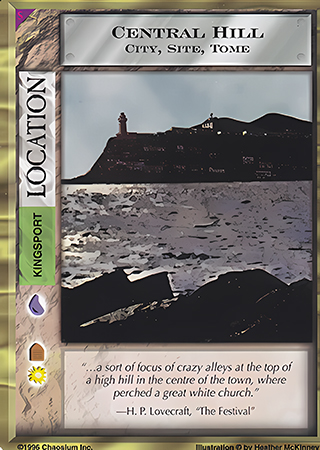 CENTRAL HILL
CITY, SITE, TOME
LOCATION
KINGSPORT
“...a sort of focus of crazy alleys at the top of
a high hill in the centre of the town, where
perched a great white church.”
—H. P. Lovecraft, “The Festival”
©1996 Chaosium Inc.
Illustration © by Heather McKinney